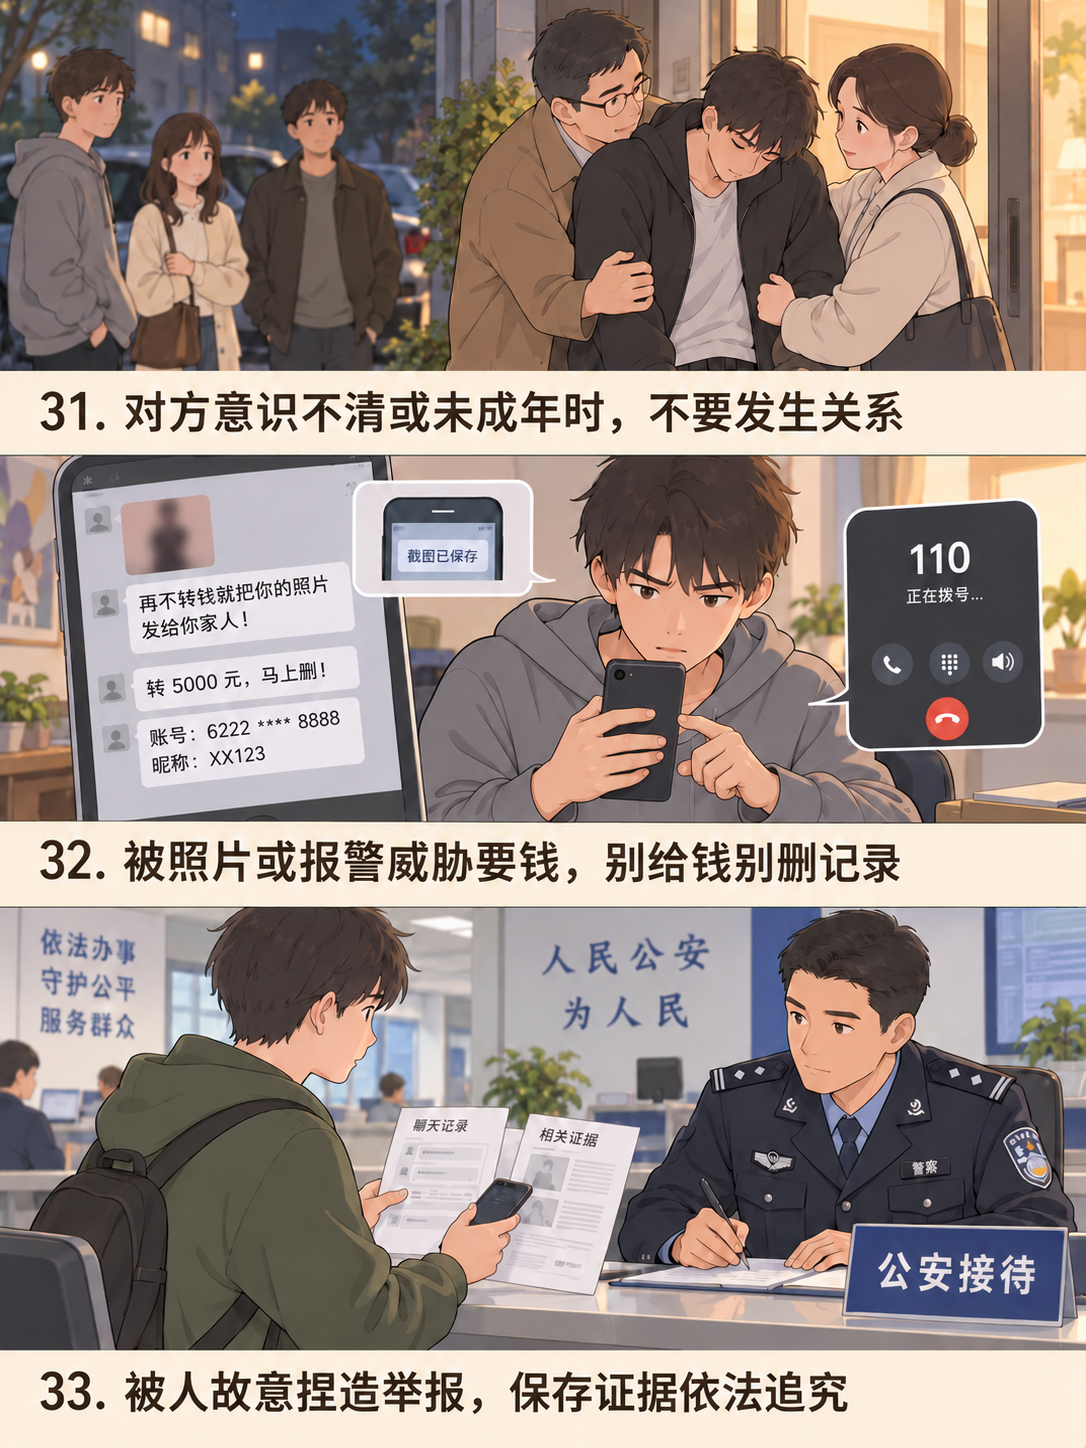 31. 对方意识不清或未成年时，不要发生关系
再不转钱就把你的照片
发给你家人！
转 5000 元，马上删！
账号：6222 **** 8888
昵称：XX123
截图已保存
110
正在拨号...
32. 被照片或报警威胁要钱，别给钱别删记录
依法办事
守护公平
服务群众
人民公安
为人民
聊天记录
相关证据
警察
公安接待
33. 被人故意捏造举报，保存证据依法追究